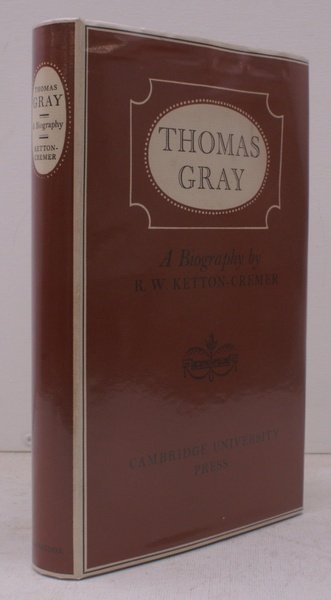 THOMAS
GRAY
A Biography
KETTON-
CREMER
THOMAS
GRAY
A Biography by
R. W. KETTON-CREMER
CAMBRIDGE UNIVERSITY
PRESS